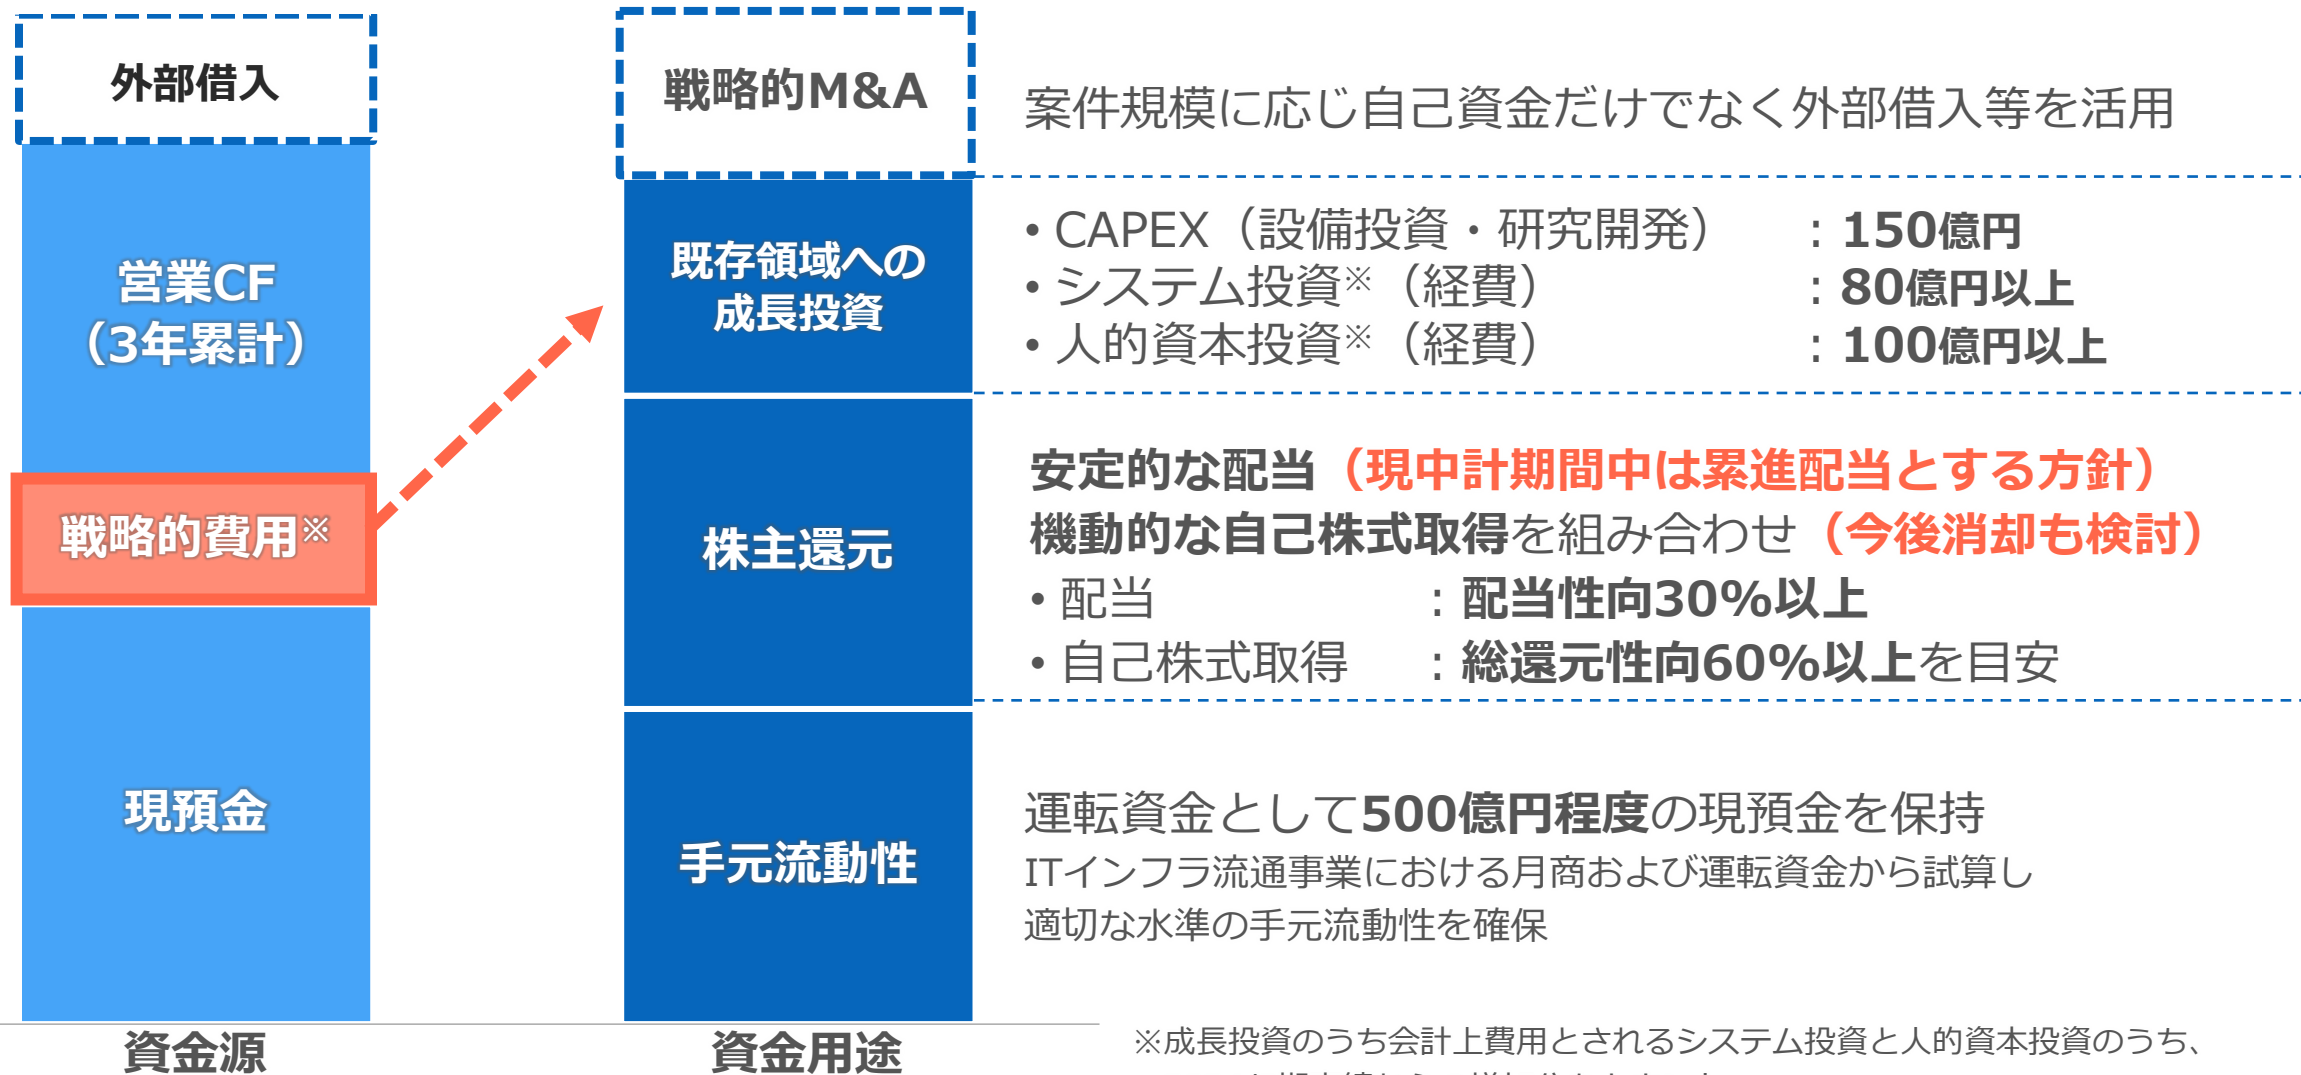 外部借入
営業CF
（3年累計）
戦略的費用※
現預金
資金源
戦略的M&A
既存領域への
成長投資
株主還元
手元流動性
資金用途
案件規模に応じ自己資金だけでなく外部借入等を活用
• CAPEX（設備投資・研究開発）　：150億円
• システム投資※（経費）　：80億円以上
• 人的資本投資※（経費）　：100億円以上
安定的な配当（現中計期間中は累進配当とする方針）
機動的な自己株式取得を組み合わせ（今後消却も検討）
• 配当　：配当性向30%以上
• 自己株式取得　：総還元性向60%以上を目安
運転資金として500億円程度の現預金を保持
ITインフラ流通事業における月商および運転資金から試算し
適切な水準の手元流動性を確保
※成長投資のうち会計上費用とされるシステム投資と人的資本投資のうち、